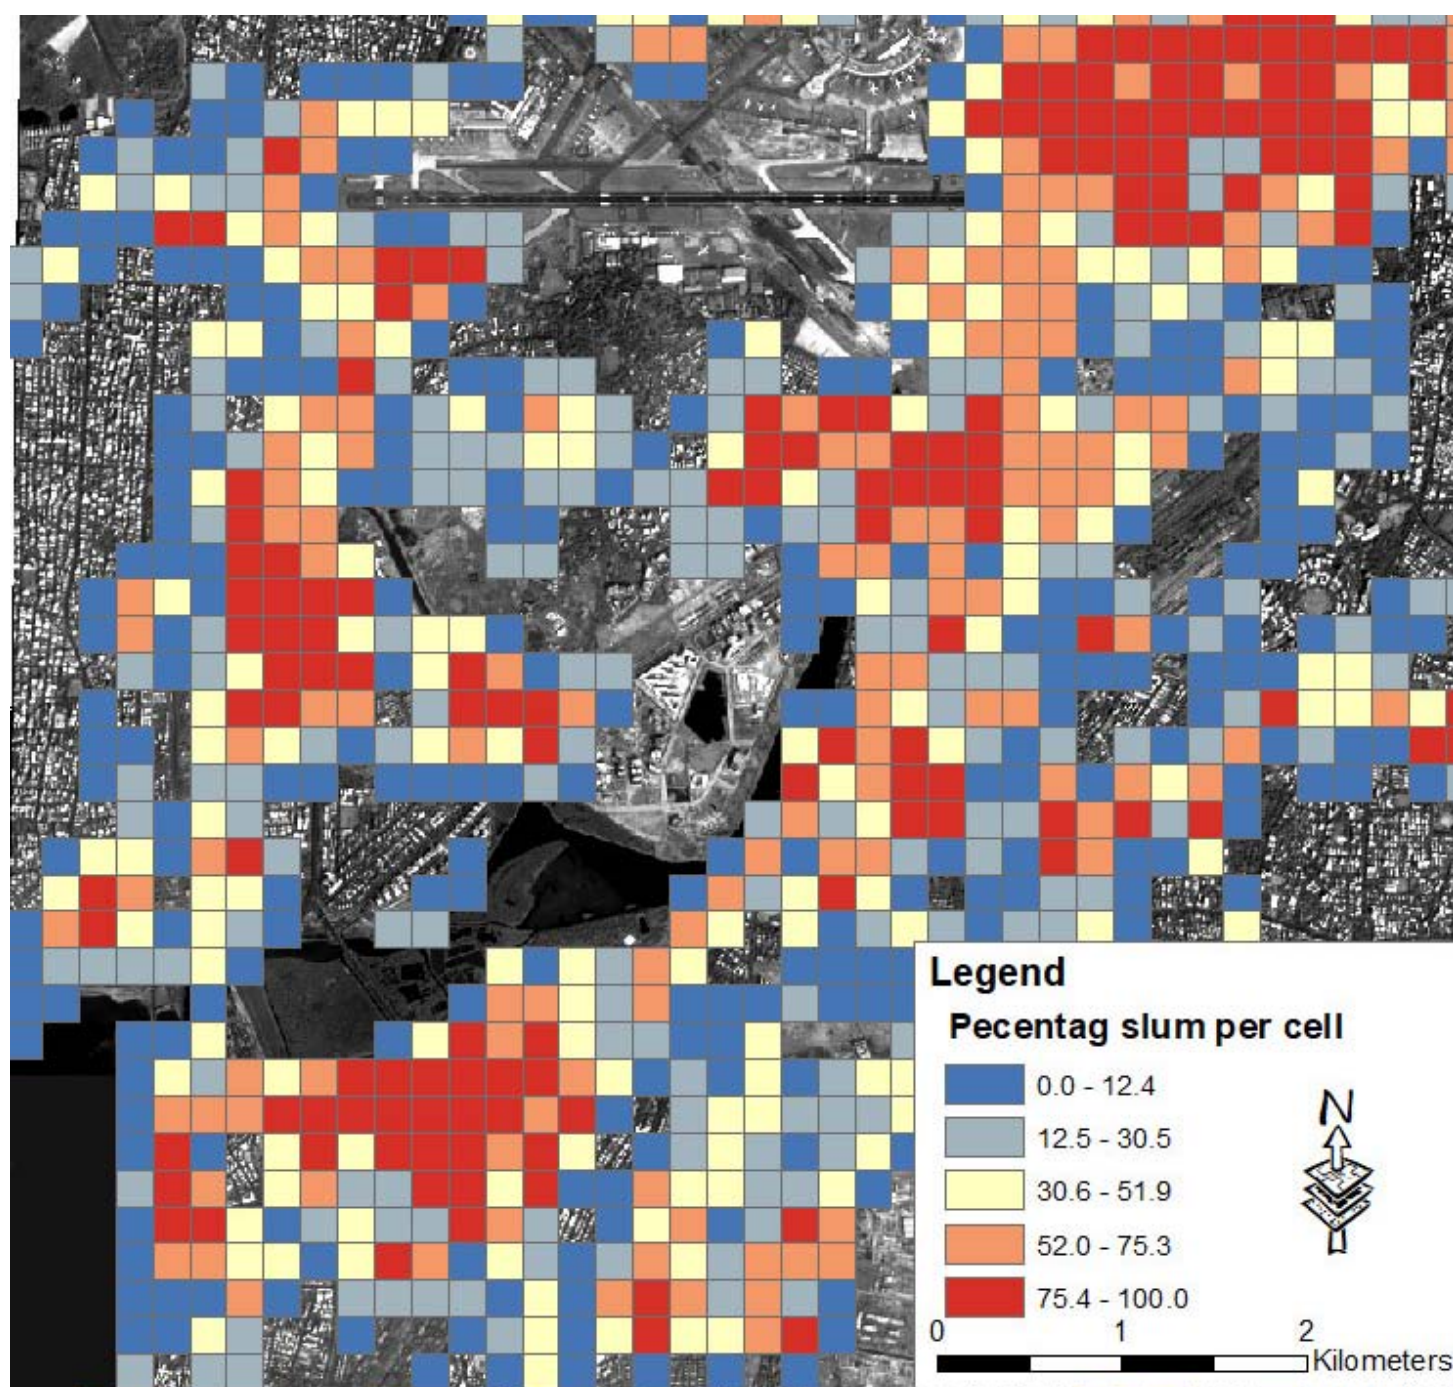 Legend
Pecentag slum per cell
0.0 - 12.4
12.5 - 30.5
30.6 - 51.9
52.0 - 75.3
75.4 - 100.0
N
0 1 2
Kilometers